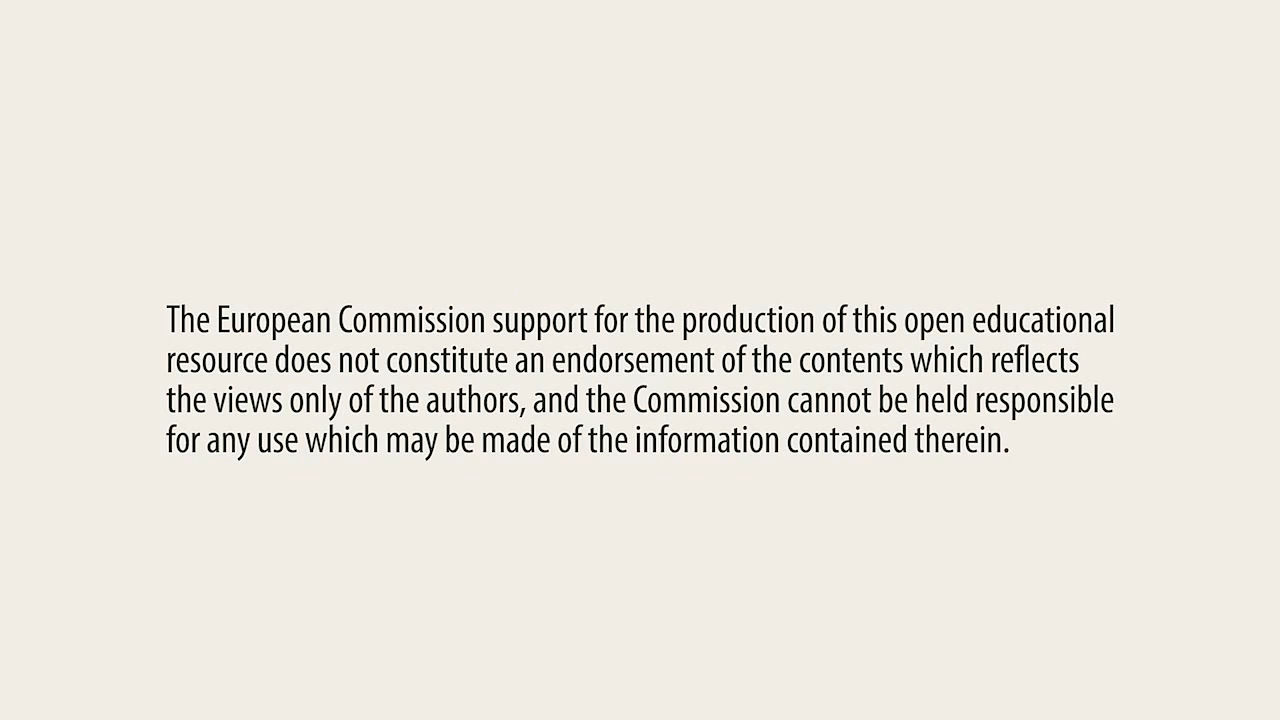 The European Commission support for the production of this open educational
resource does not constitute an endorsement of the contents which reflects
the views only of the authors, and the Commission cannot be held responsible
for any use which may be made of the information contained therein.